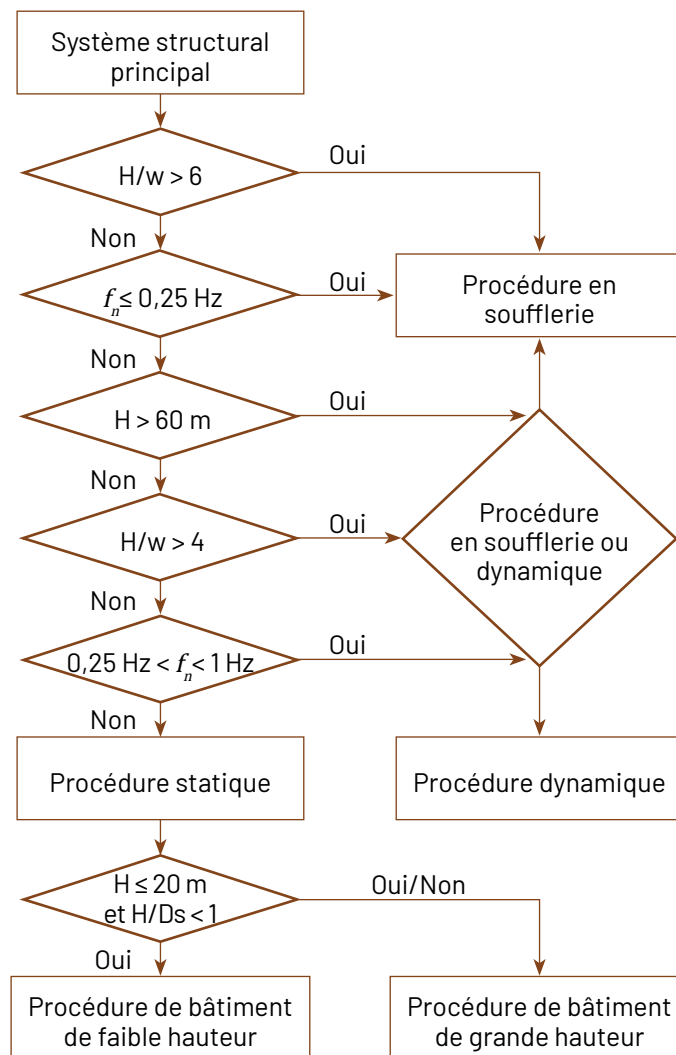 Système structural
principal
H/w > 6
Oui
Non
fₙ ≤ 0,25 Hz
Oui
Procédure en
soufflerie
Non
H > 60 m
Oui
Non
H/w > 4
Oui
Procédure
en soufflerie ou
dynamique
Non
0,25 Hz < fₙ < 1 Hz
Oui
Non
Procédure statique
Procédure dynamique
H ≤ 20 m
et H/Ds < 1
Oui/Non
Oui
Procédure de bâtiment
de faible hauteur
Procédure de bâtiment
de grande hauteur